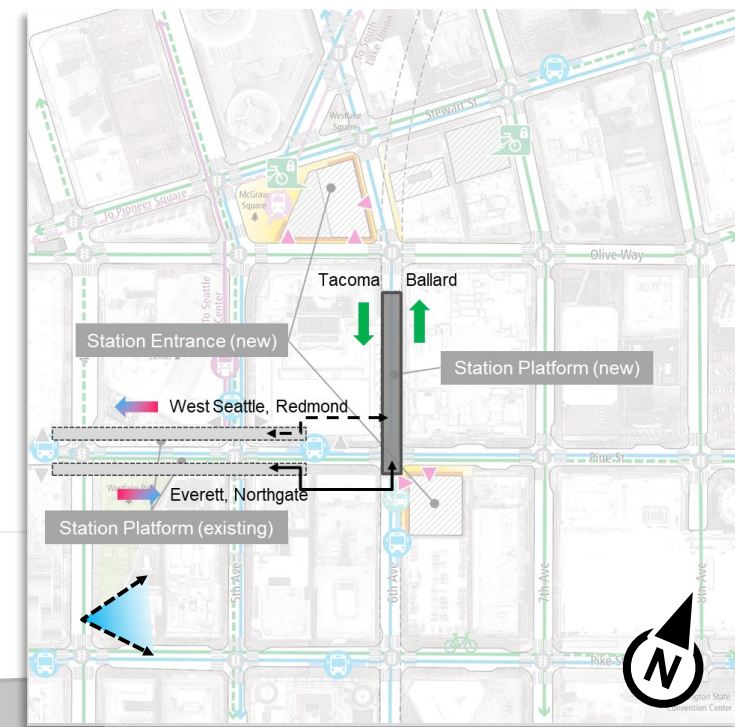 To South
Lake Union
Westlake
Square
Stewart St
McGraw
Square
To Pioneer Square
Olive Way
Tacoma
Ballard
To Seattle
Center
Station Entrance (new)
Station Platform (new)
West Seattle, Redmond
Pine St
Everett, Northgate
Station Platform (existing)
5th Ave
6th Ave
7th Ave
8th Ave
Pike St
N
Convention Center